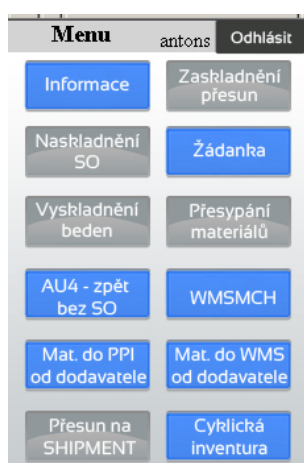 Menu antons Odhlásit
Informace
Zaskladnění
přesun
Naskladnění
SO
Žádanka
Vyskladnění
beden
Přesypání
materiálů
AU4 - zpět
bez SO
WMSMCH
Mat. do PPI
od dodavatele
Mat. do WMS
od dodavatele
Přesun na
SHIPMENT
Cyklická
inventura